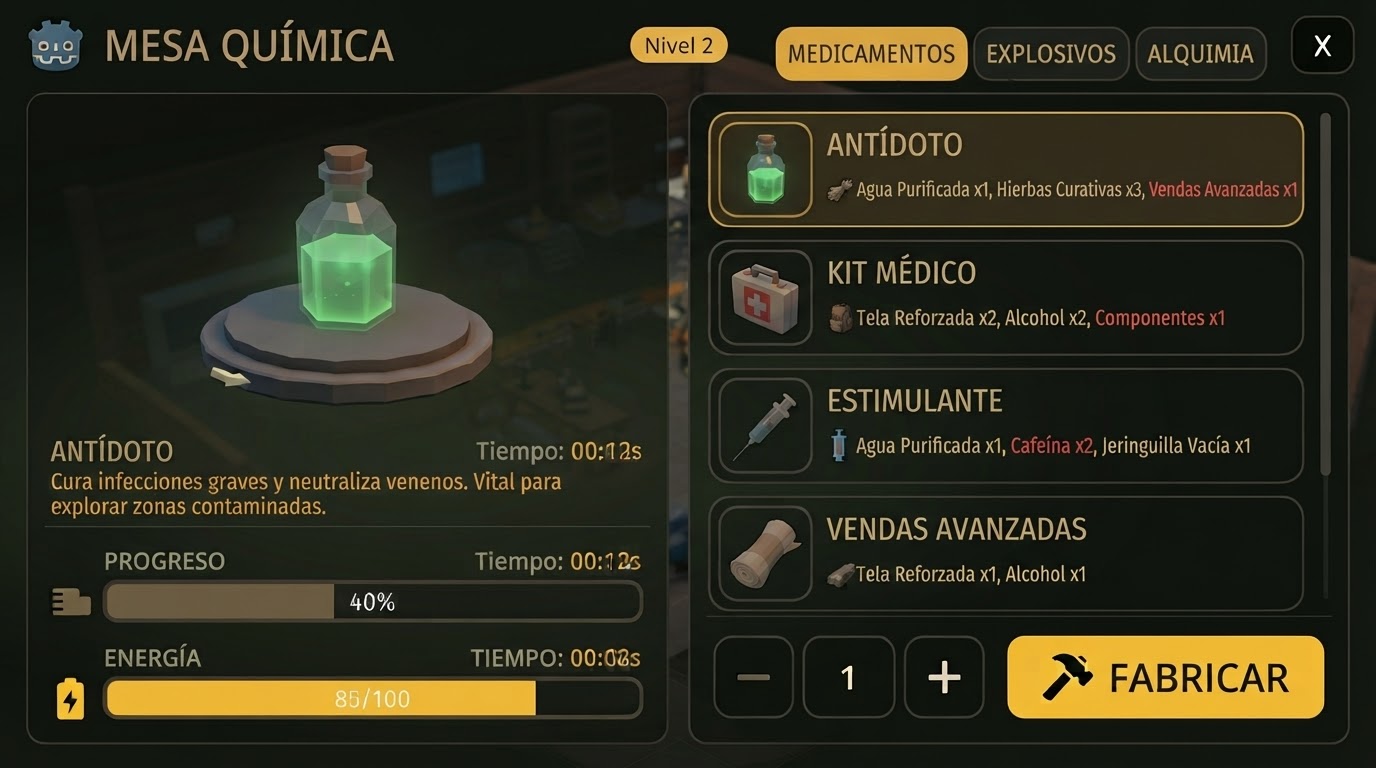 MESA QUÍMICA
Nivel 2
MEDICAMENTOS
EXPLOSIVOS
ALQUIMIA
X
ANTÍDOTO
Tiempo:
Cura infecciones graves y neutraliza venenos. Vital para
explorar zonas contaminadas.
PROGRESO
Tiempo:
40%
ENERGÍA
TIEMPO:
85/100
ANTÍDOTO
Agua Purificada x1, Hierbas Curativas x3, Vendas Avanzadas x1
KIT MÉDICO
Tela Reforzada x2, Alcohol x2, Componentes x1
ESTIMULANTE
Agua Purificada x1, Cafeína x2, Jeringuilla Vacía x1
VENDAS AVANZADAS
Tela Reforzada x1, Alcohol x1
− 1 +
FABRICAR